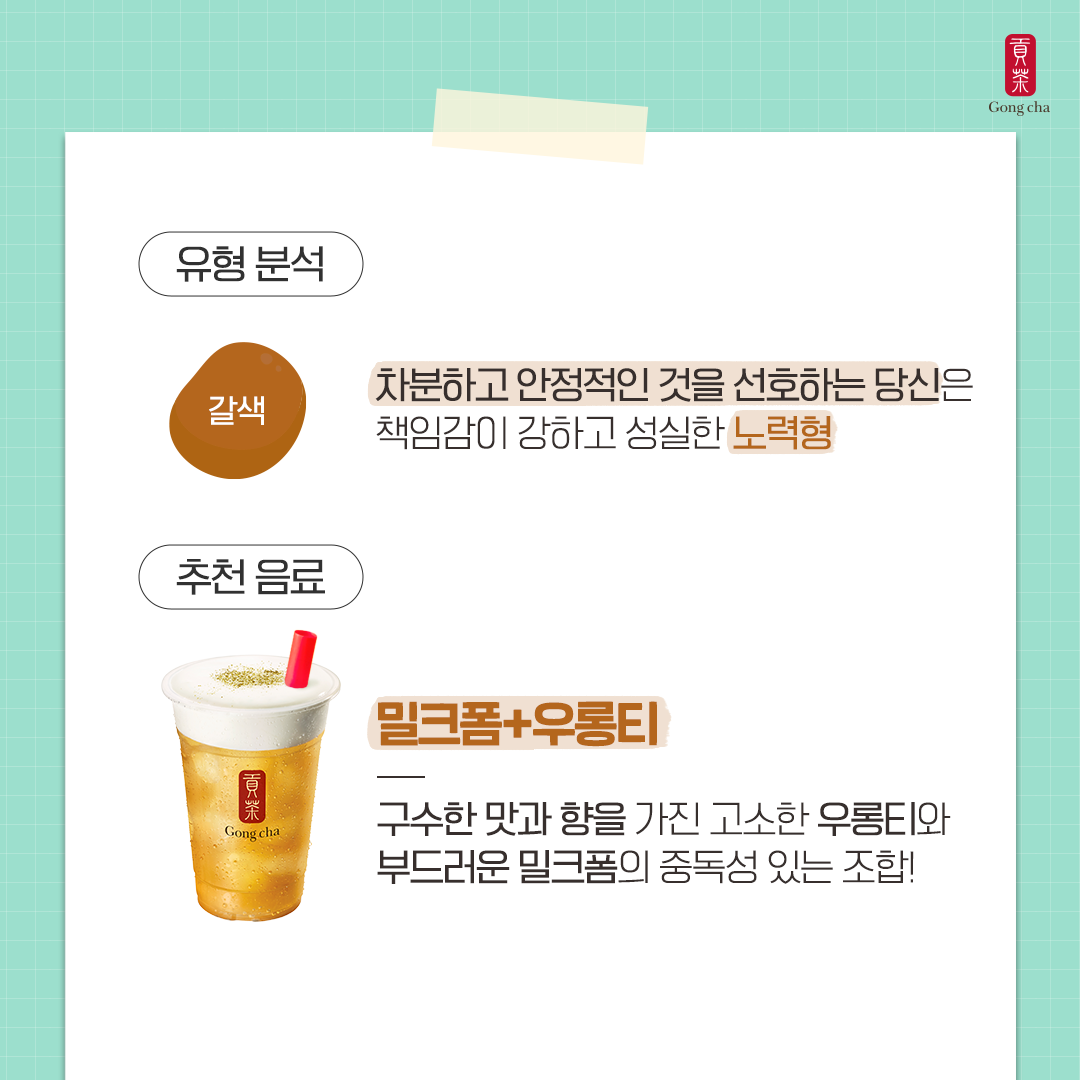 貢茶
Gong cha
유형 분석
갈색
차분하고 안정적인 것을 선호하는 당신은
책임감이 강하고 성실한 노력형
추천 음료
貢茶
Gong cha
밀크폼+우롱티
구수한 맛과 향을 가진 고소한 우롱티와
부드러운 밀크폼의 중독성 있는 조합!